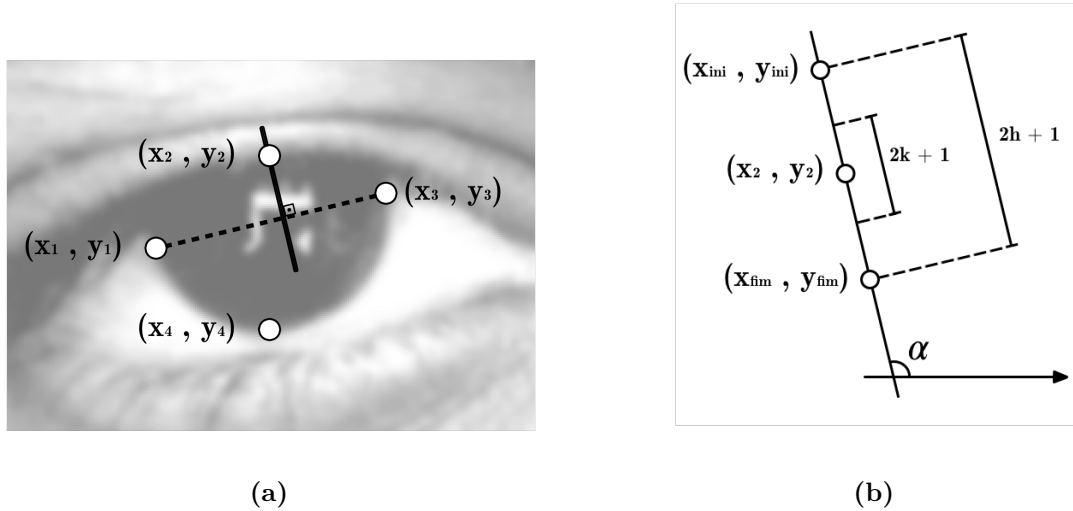 (x₂ , y₂)
(x₃ , y₃)
(x₁ , y₁)
(x₄ , y₄)
(a)
(xini , yini)
2h + 1
2k + 1
(x₂ , y₂)
(xfim , yfim)
α
(b)